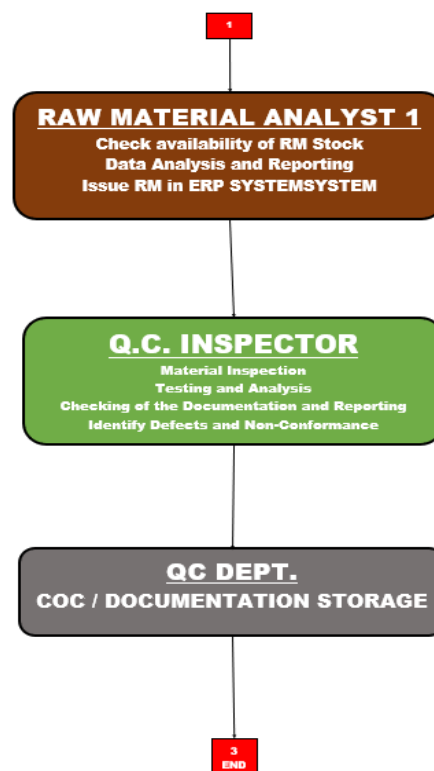 1
RAW MATERIAL ANALYST 1
Check availability of RM Stock
Data Analysis and Reporting
Issue RM in ERP SYSTEMSYSTEM
Q.C. INSPECTOR
Material Inspection
Testing and Analysis
Checking of the Documentation and Reporting
Identify Defects and Non-Conformance
QC DEPT.
COC / DOCUMENTATION STORAGE
3
END